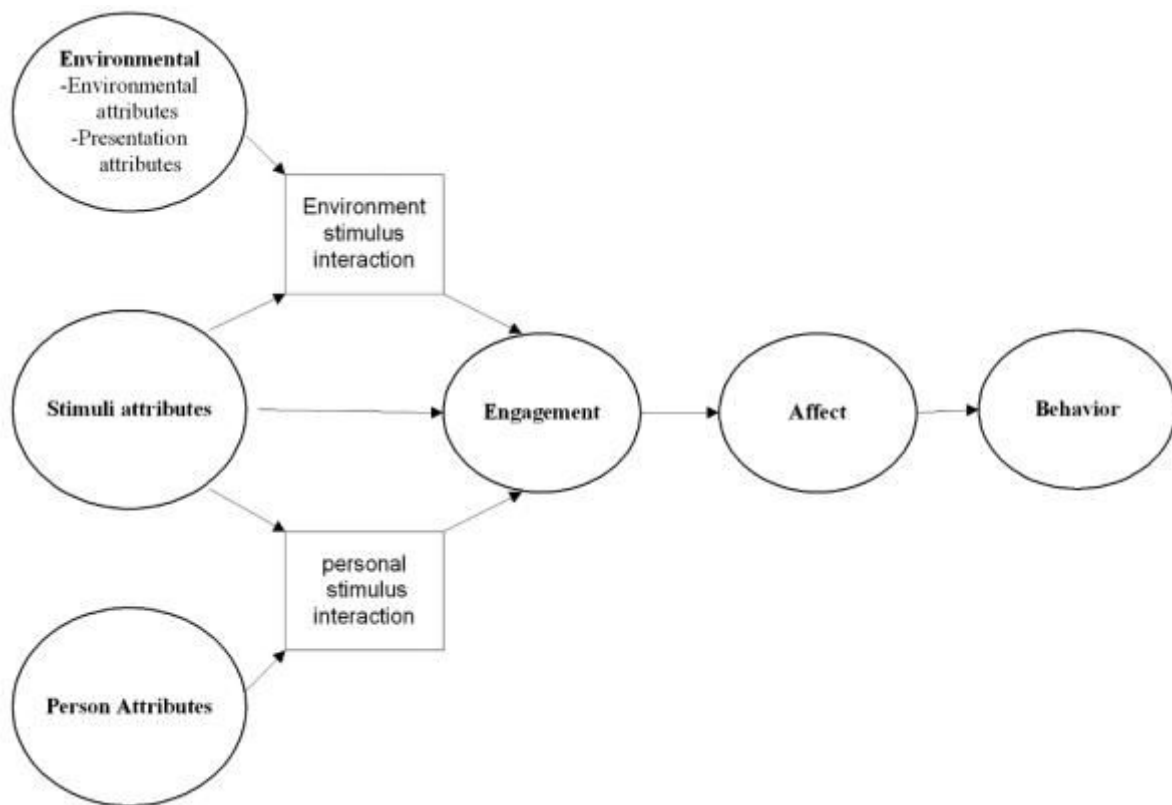 Environmental
-Environmental
attributes
-Presentation
attributes
Environment
stimulus
interaction
Stimuli attributes
Engagement
Affect
Behavior
personal
stimulus
interaction
Person Attributes